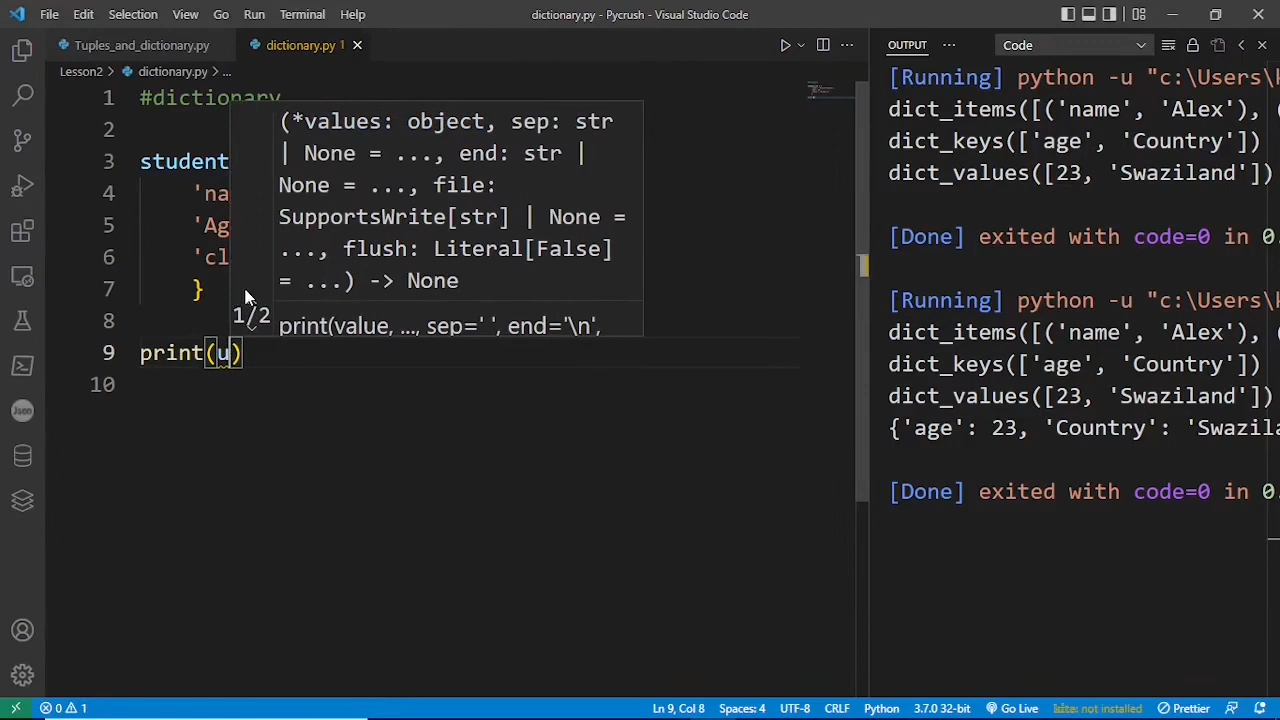 File Edit Selection View Go Run Terminal Help
dictionary.py - Pycrush - Visual Studio Code
Tuples_and_dictionary.py
dictionary.py 1
Lesson2 > dictionary.py > ...
1 #dictionary
2
3 student
4 'na
5 'Ag
6 'cl
7 }
8
9 print(u)
10
(*values: object, sep: str
| None = ..., end: str |
None = ..., file:
SupportsWrite[str] | None =
..., flush: Literal[False]
= ...) -> None
1/2
print(value, ..., sep=' ', end='\n',
OUTPUT ... Code
[Running] python -u "c:\Users\
dict_items([('name', 'Alex'), (
dict_keys(['age', 'Country'])
dict_values([23, 'Swaziland'])
[Done] exited with code=0 in 0.
[Running] python -u "c:\Users\
dict_items([('name', 'Alex'), (
dict_keys(['age', 'Country'])
dict_values([23, 'Swaziland'])
{'age': 23, 'Country': 'Swazila
[Done] exited with code=0 in 0.
Json
0 1 Ln 9, Col 8 Spaces: 4 UTF-8 CRLF Python 3.7.0 32-bit Go Live not installed Prettier